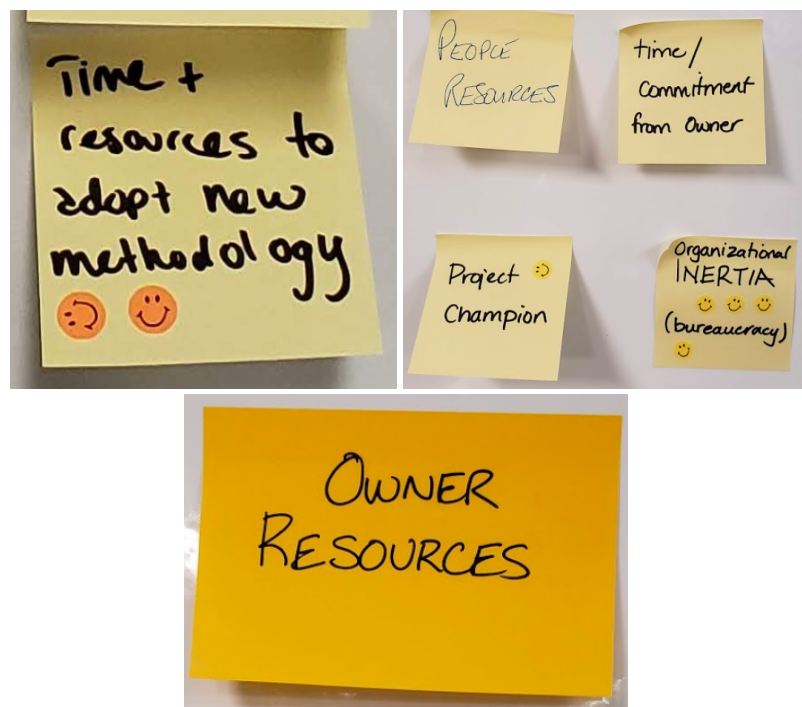 Time +
resources to
adopt new
methodology
PEOPLE
RESOURCES
time/
Commitment
from Owner
Project
Champion
Organizational
INERTIA
(bureaucracy)
OWNER
RESOURCES